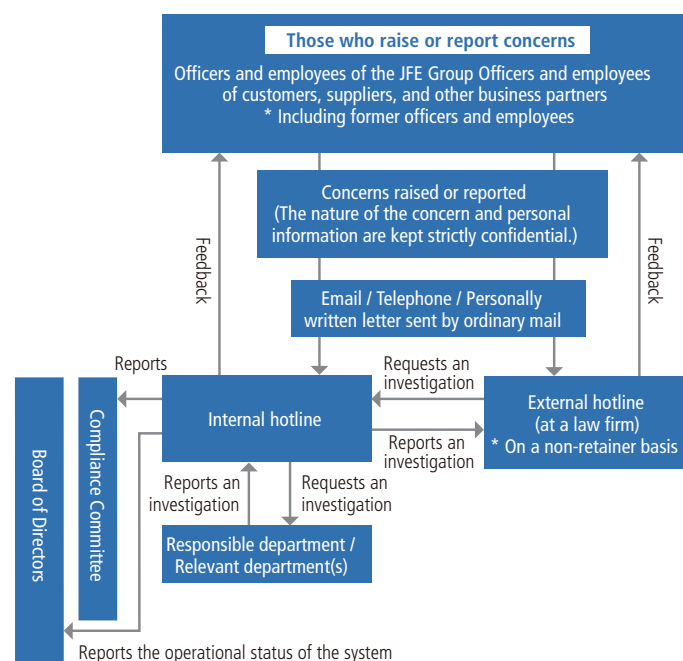 Those who raise or report concerns
Officers and employees of the JFE Group Officers and employees
of customers, suppliers, and other business partners
* Including former officers and employees
Concerns raised or reported
(The nature of the concern and personal
information are kept strictly confidential.)
Feedback
Feedback
Email / Telephone / Personally
written letter sent by ordinary mail
Reports
Requests an
investigation
Board of Directors
Compliance Committee
Internal hotline
External hotline
(at a law firm)
* On a non-retainer basis
Reports an
investigation
Reports an
investigation
Requests an
investigation
Responsible department /
Relevant department(s)
Reports the operational status of the system